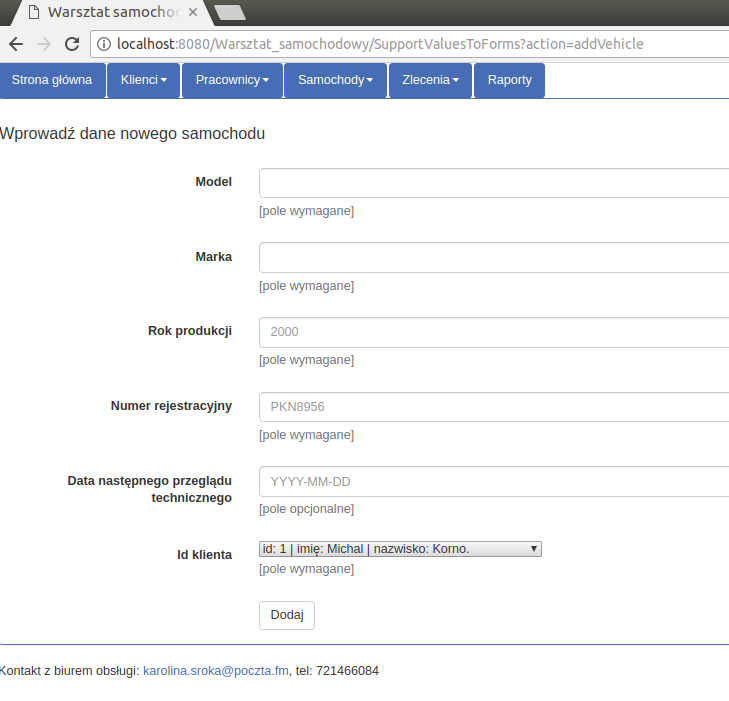 Warsztat samochod
localhost:8080/Warsztat_samochodowy/SupportValuesToForms?action=addVehicle
Strona główna Klienci Pracownicy Samochody Zlecenia Raporty
Wprowadź dane nowego samochodu
Model
[pole wymagane]
Marka
[pole wymagane]
Rok produkcji 2000
[pole wymagane]
Numer rejestracyjny PKN8956
[pole wymagane]
Data następnego przeglądu
technicznego
YYYY-MM-DD
[pole opcjonalne]
Id klienta id: 1 | imię: Michal | nazwisko: Korno.
[pole wymagane]
Dodaj
Kontakt z biurem obsługi: karolina.sroka@poczta.fm, tel: 721466084